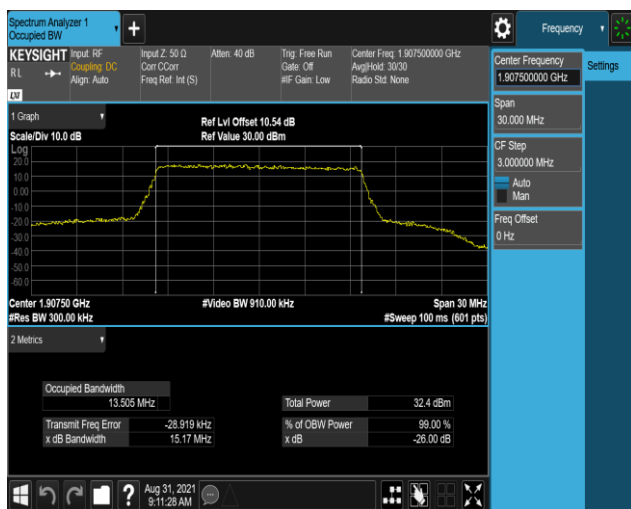 Spectrum Analyzer 1
Occupied BW
Frequency
KEYSIGHT
RL
LXI
Input: RF
Coupling: DC
Align: Auto
Input Z: 50 Ω
Corr CCorr
Freq Ref: Int (S)
Atten: 40 dB
Trig: Free Run
Gate: Off
#IF Gain: Low
Center Freq: 1.907500000 GHz
Avg|Hold: 30/30
Radio Std: None
Center Frequency
1.907500000 GHz
Settings
Span
30.000 MHz
CF Step
3.000000 MHz
Auto
Man
Freq Offset
0 Hz
1 Graph
Scale/Div 10.0 dB
Ref Lvl Offset 10.54 dB
Ref Value 30.00 dBm
Log
20.0
10.0
0.00
-10.0
-20.0
-30.0
-40.0
-50.0
-60.0
Center 1.90750 GHz
#Video BW 910.00 kHz
Span 30 MHz
#Res BW 300.00 kHz
#Sweep 100 ms (601 pts)
2 Metrics
Occupied Bandwidth
13.505 MHz
Total Power 32.4 dBm
Transmit Freq Error -28.919 kHz
% of OBW Power 99.00 %
x dB Bandwidth 15.17 MHz
x dB -26.00 dB
Aug 31, 2021
9:11:28 AM